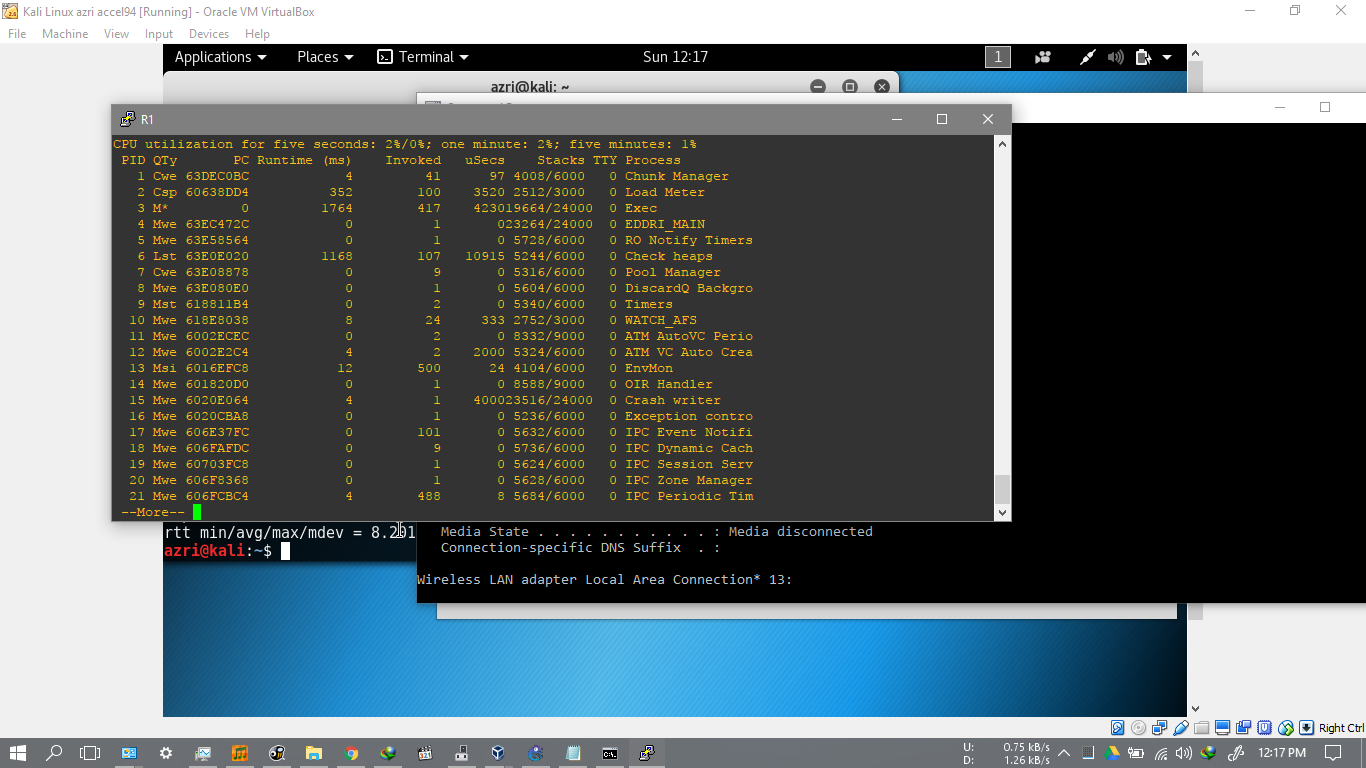 Kali Linux azri accel94 [Running] - Oracle VM VirtualBox
File Machine View Input Devices Help
Applications Places Terminal Sun 12:17 1
azri@kali: ~
R1
CPU utilization for five seconds: 2%/0%; one minute: 2%; five minutes: 1%
PID QTy PC Runtime (ms) Invoked uSecs Stacks TTY Process
1 Cwe 63DEC0BC 4 41 97 4008/6000 0 Chunk Manager
2 Csp 60638DD4 352 100 3520 2512/3000 0 Load Meter
3 M* 0 1764 417 423019664/24000 0 Exec
4 Mwe 63EC472C 0 1 023264/24000 0 EDDRI_MAIN
5 Mwe 63E58564 0 1 0 5728/6000 0 RO Notify Timers
6 Lst 63E0E020 1168 107 10915 5244/6000 0 Check heaps
7 Cwe 63E08878 0 9 0 5316/6000 0 Pool Manager
8 Mwe 63E080E0 0 1 0 5604/6000 0 DiscardQ Backgro
9 Mst 618811B4 0 2 0 5340/6000 0 Timers
10 Mwe 618E8038 8 24 333 2752/3000 0 WATCH_AFS
11 Mwe 6002ECEC 0 2 0 8332/9000 0 ATM AutoVC Perio
12 Mwe 6002E2C4 4 2 2000 5324/6000 0 ATM VC Auto Crea
13 Msi 6016EFC8 12 500 24 4104/6000 0 EnvMon
14 Mwe 601820D0 0 1 0 8588/9000 0 OIR Handler
15 Mwe 6020E064 4 1 400023516/24000 0 Crash writer
16 Mwe 6020CBA8 0 1 0 5236/6000 0 Exception contro
17 Mwe 606E37FC 0 101 0 5632/6000 0 IPC Event Notifi
18 Mwe 606FAFDC 0 9 0 5736/6000 0 IPC Dynamic Cach
19 Mwe 60703FC8 0 1 0 5624/6000 0 IPC Session Serv
20 Mwe 606F8368 0 1 0 5628/6000 0 IPC Zone Manager
21 Mwe 606FCBC4 4 488 8 5684/6000 0 IPC Periodic Tim
--More--
rtt min/avg/max/mdev = 8.201
azri@kali:~$
Media State . . . . . . . . . . . : Media disconnected
Connection-specific DNS Suffix . :
Wireless LAN adapter Local Area Connection* 13:
Right Ctrl
U: 0.75 kB/s
D: 1.26 kB/s
12:17 PM